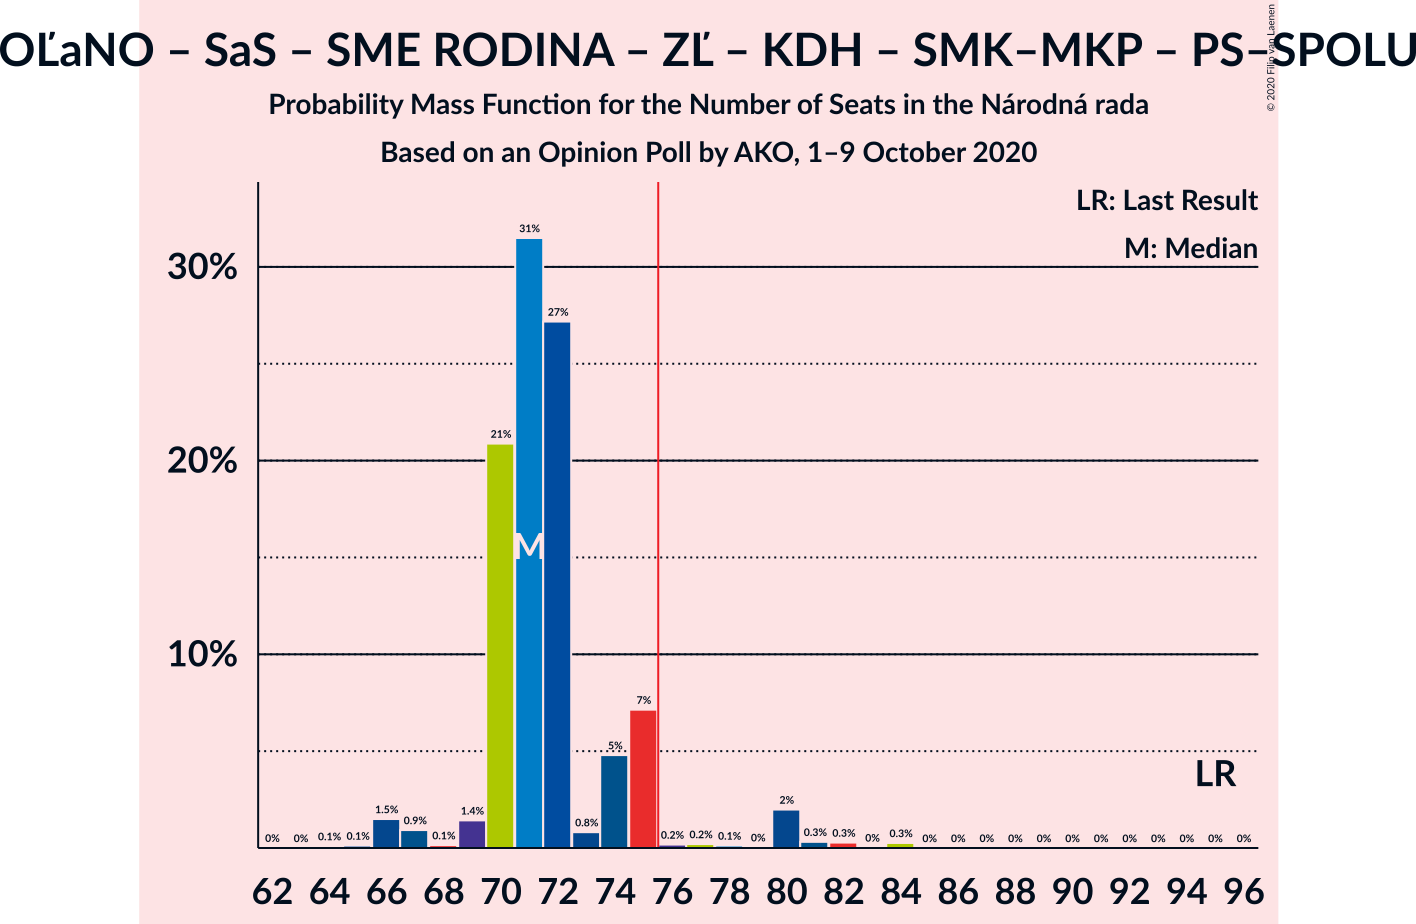 OĽaNO – SaS – SME RODINA – ZĽ – KDH – SMK–MKP – PS–SPOLU
© 2020 Filip van Laenen
Probability Mass Function for the Number of Seats in the Národná rada
Based on an Opinion Poll by AKO, 1–9 October 2020
LR: Last Result
M: Median
30%
20%
10%
0% 0% 0.1% 0.1% 1.5% 0.9% 0.1% 1.4% 21% 31% 27% 0.8% 5% 7% 0.2% 0.2% 0.1% 0% 2% 0.3% 0.3% 0% 0.3% 0% 0% 0% 0% 0% 0% 0% 0% 0% 0% 0% 0%
M
LR
62 64 66 68 70 72 74 76 78 80 82 84 86 88 90 92 94 96